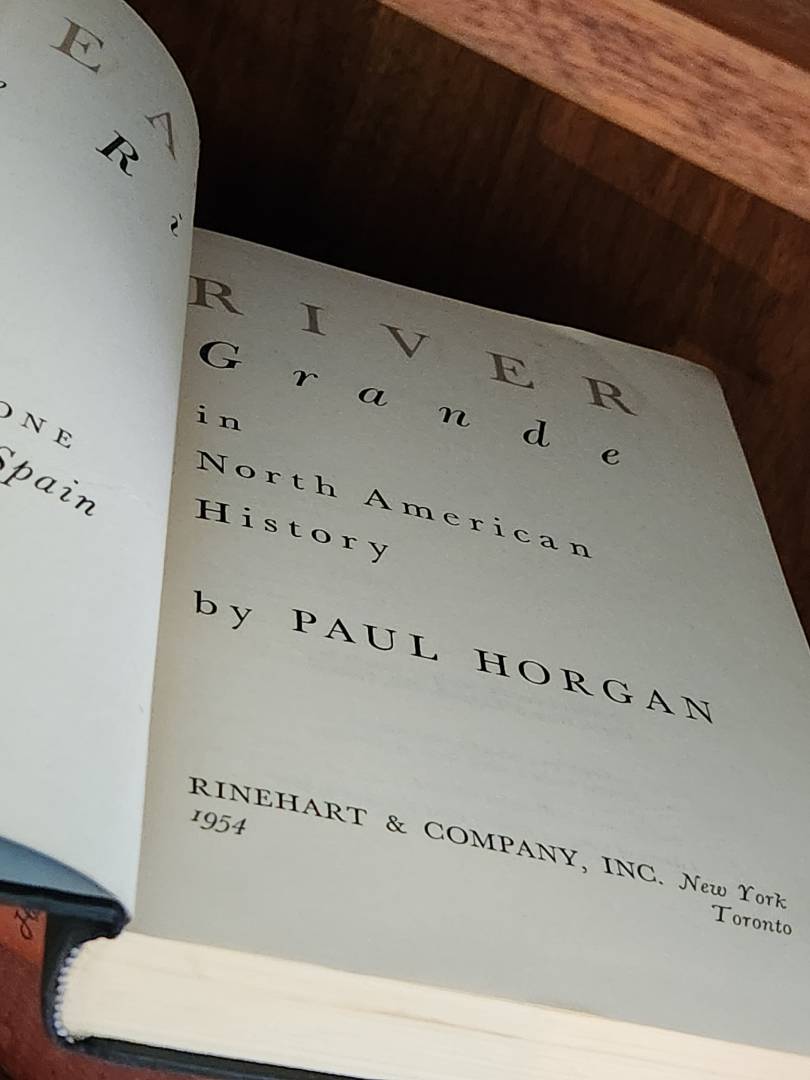 E A
R i
ONE
Spain
RIVER
Grande
in
North American
History
by PAUL HORGAN
RINEHART & COMPANY, INC. New York
1954
Toronto